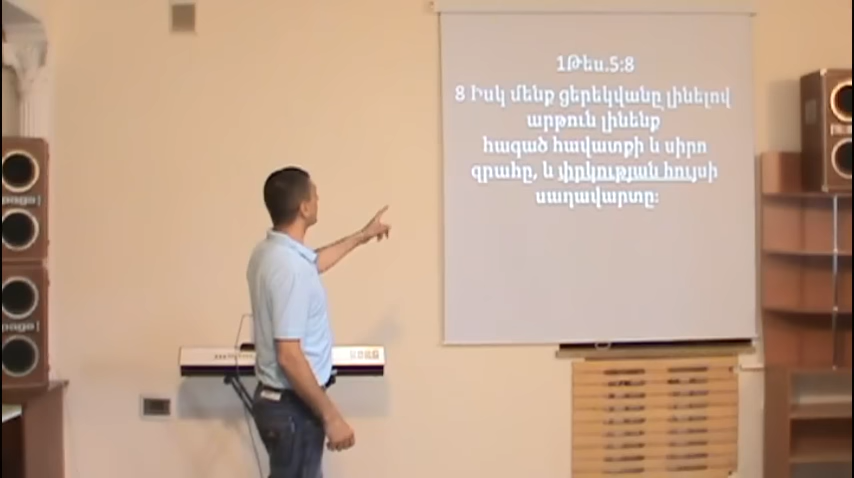 1Թես.5:8
8 Իսկ մենք ցերեկվանը լինելով
արթուն լինենք
հագած հավատքի և սիրո
զրահը, և փրկության հույսի
սաղավարտը։
KORG